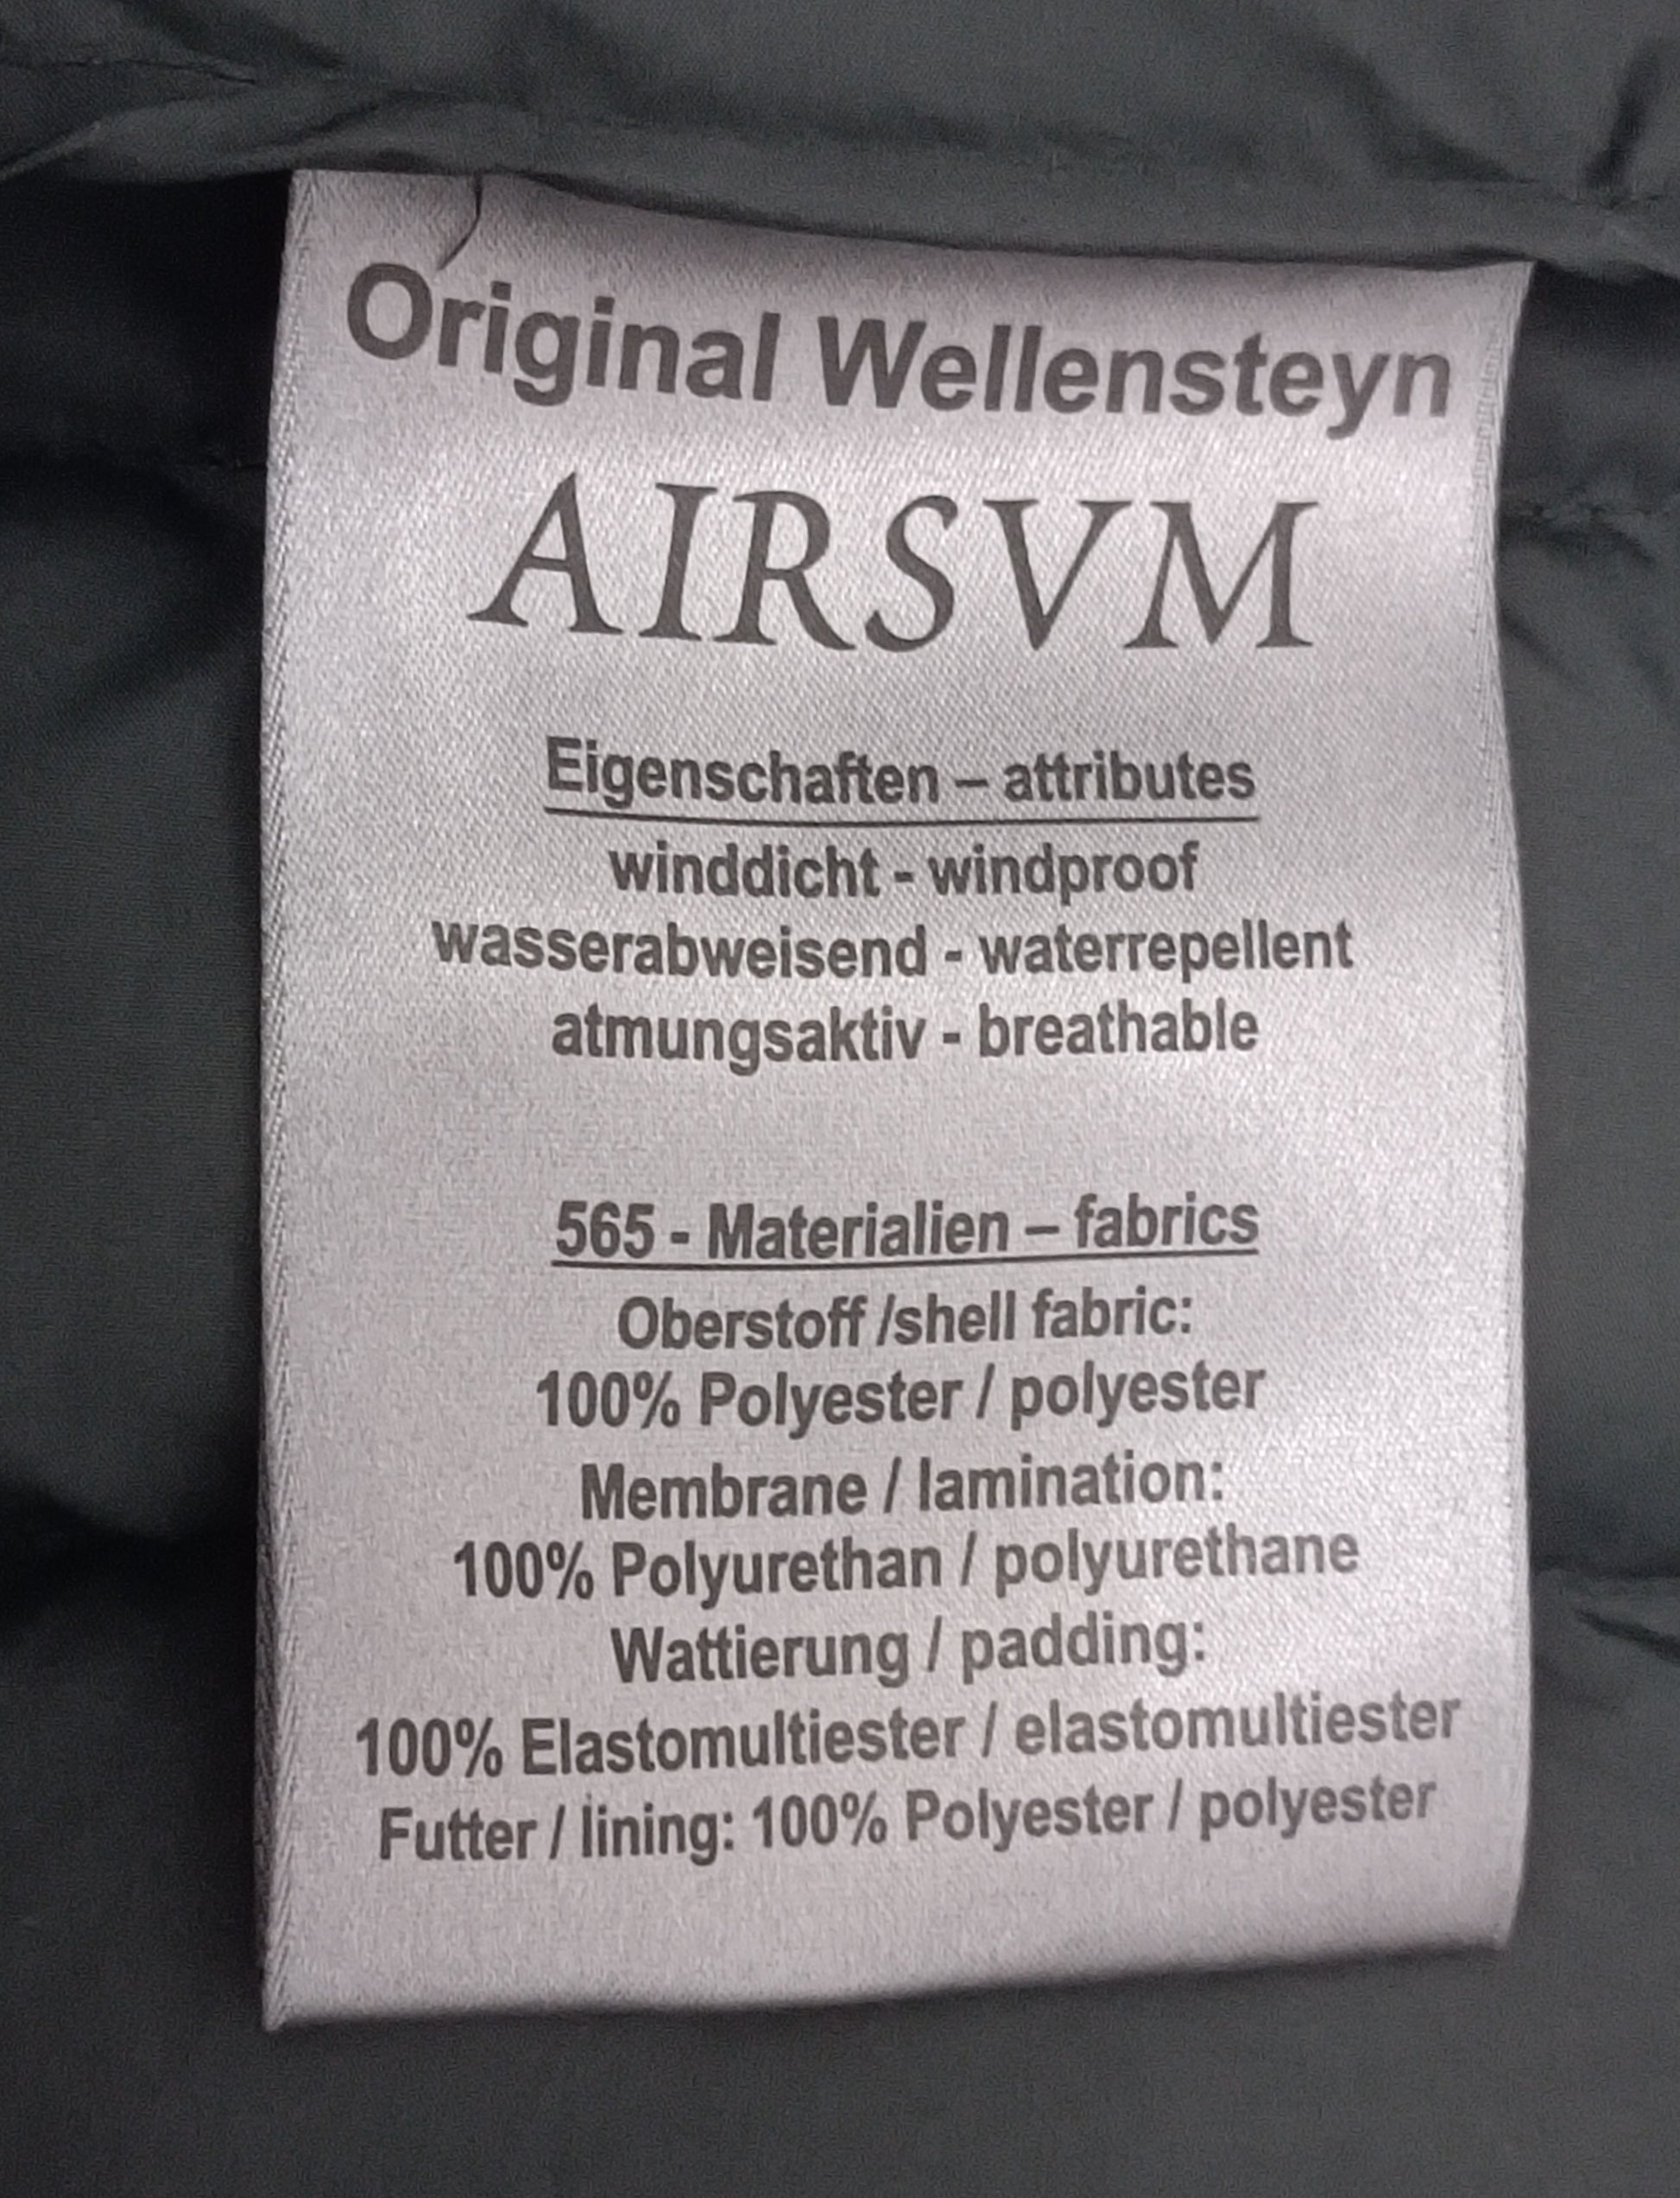 Original Wellensteyn
AIRSVM
Eigenschaften – attributes
winddicht - windproof
wasserabweisend - waterrepellent
atmungsaktiv - breathable
565 - Materialien – fabrics
Oberstoff /shell fabric:
100% Polyester / polyester
Membrane / lamination:
100% Polyurethan / polyurethane
Wattierung / padding:
100% Elastomultiester / elastomultiester
Futter / lining: 100% Polyester / polyester